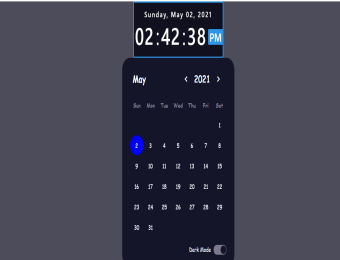 Sunday, May 02, 2021
02:42:38 PM
May < 2021 >
Sun Mon Tue Wed Thu Fri Sat
1
2 3 4 5 6 7 8
9 10 11 12 13 14 15
16 17 18 19 20 21 22
23 24 25 26 27 28 29
30 31
Dark Mode